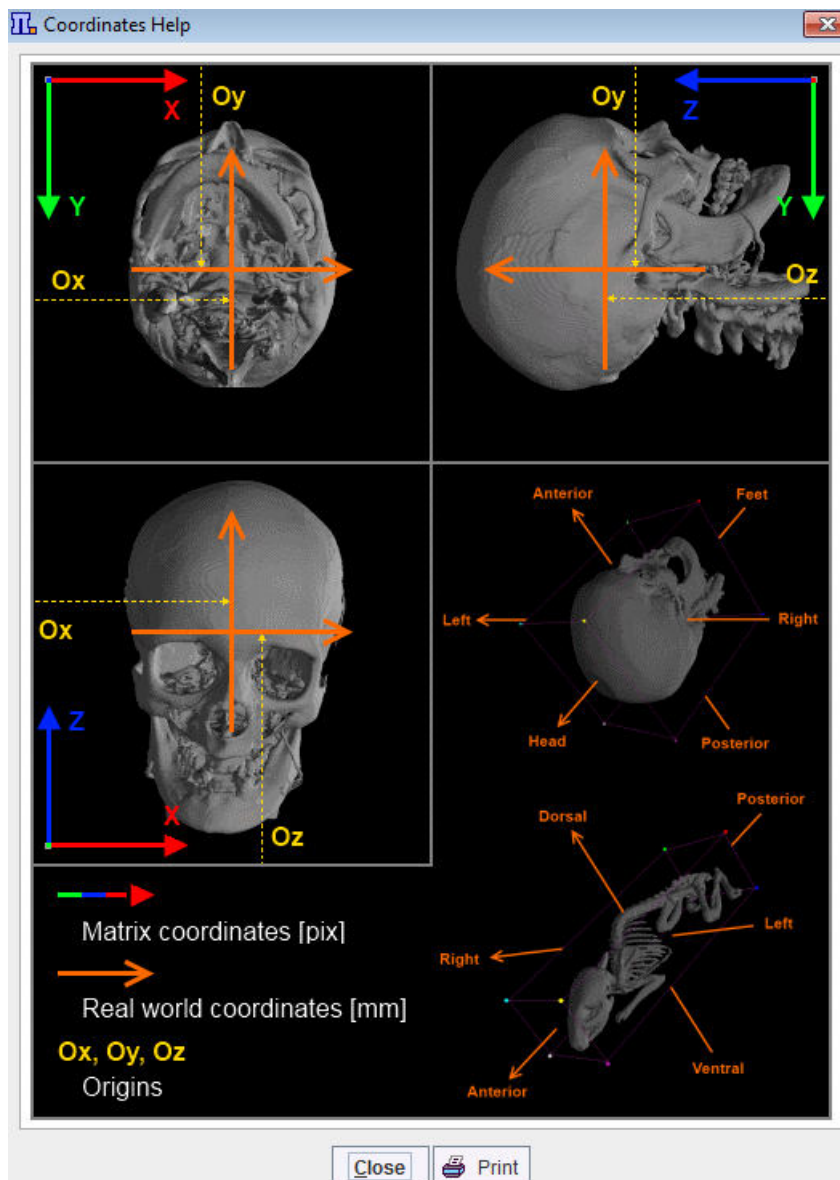 Coordinates Help
X
Oy
Y
Ox
Oy
Z
Y
Oz
Ox
Z
X
Oz
Anterior
Feet
Left
Right
Head
Posterior
Dorsal
Posterior
Left
Right
Ventral
Anterior
Matrix coordinates [pix]
Real world coordinates [mm]
Ox, Oy, Oz
Origins
Close
Print